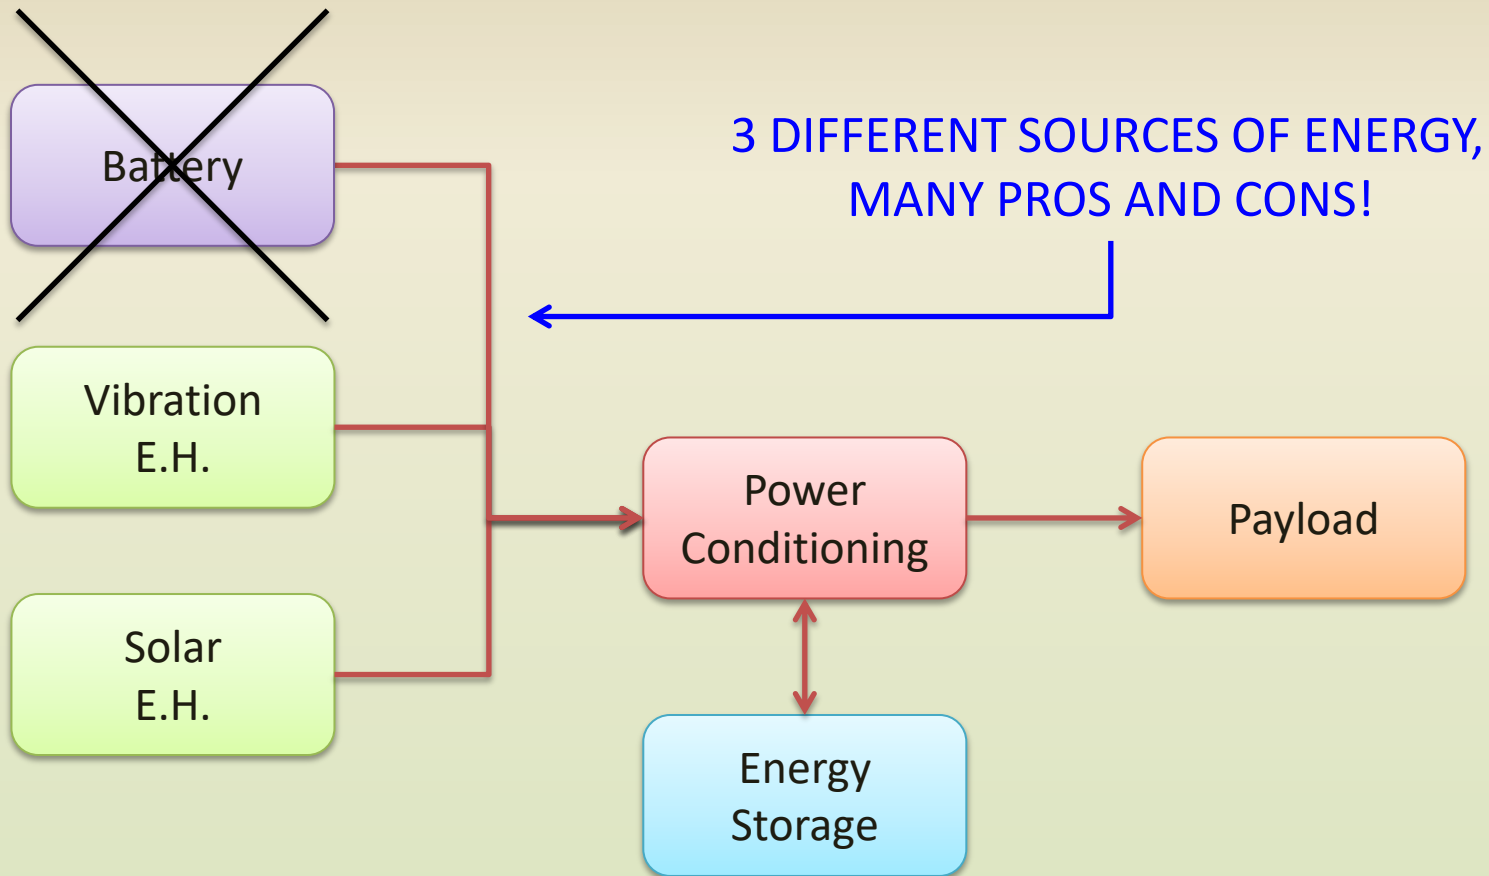 Battery
3 DIFFERENT SOURCES OF ENERGY,
MANY PROS AND CONS!
Vibration
E.H.
Power
Conditioning
Payload
Solar
E.H.
Energy
Storage